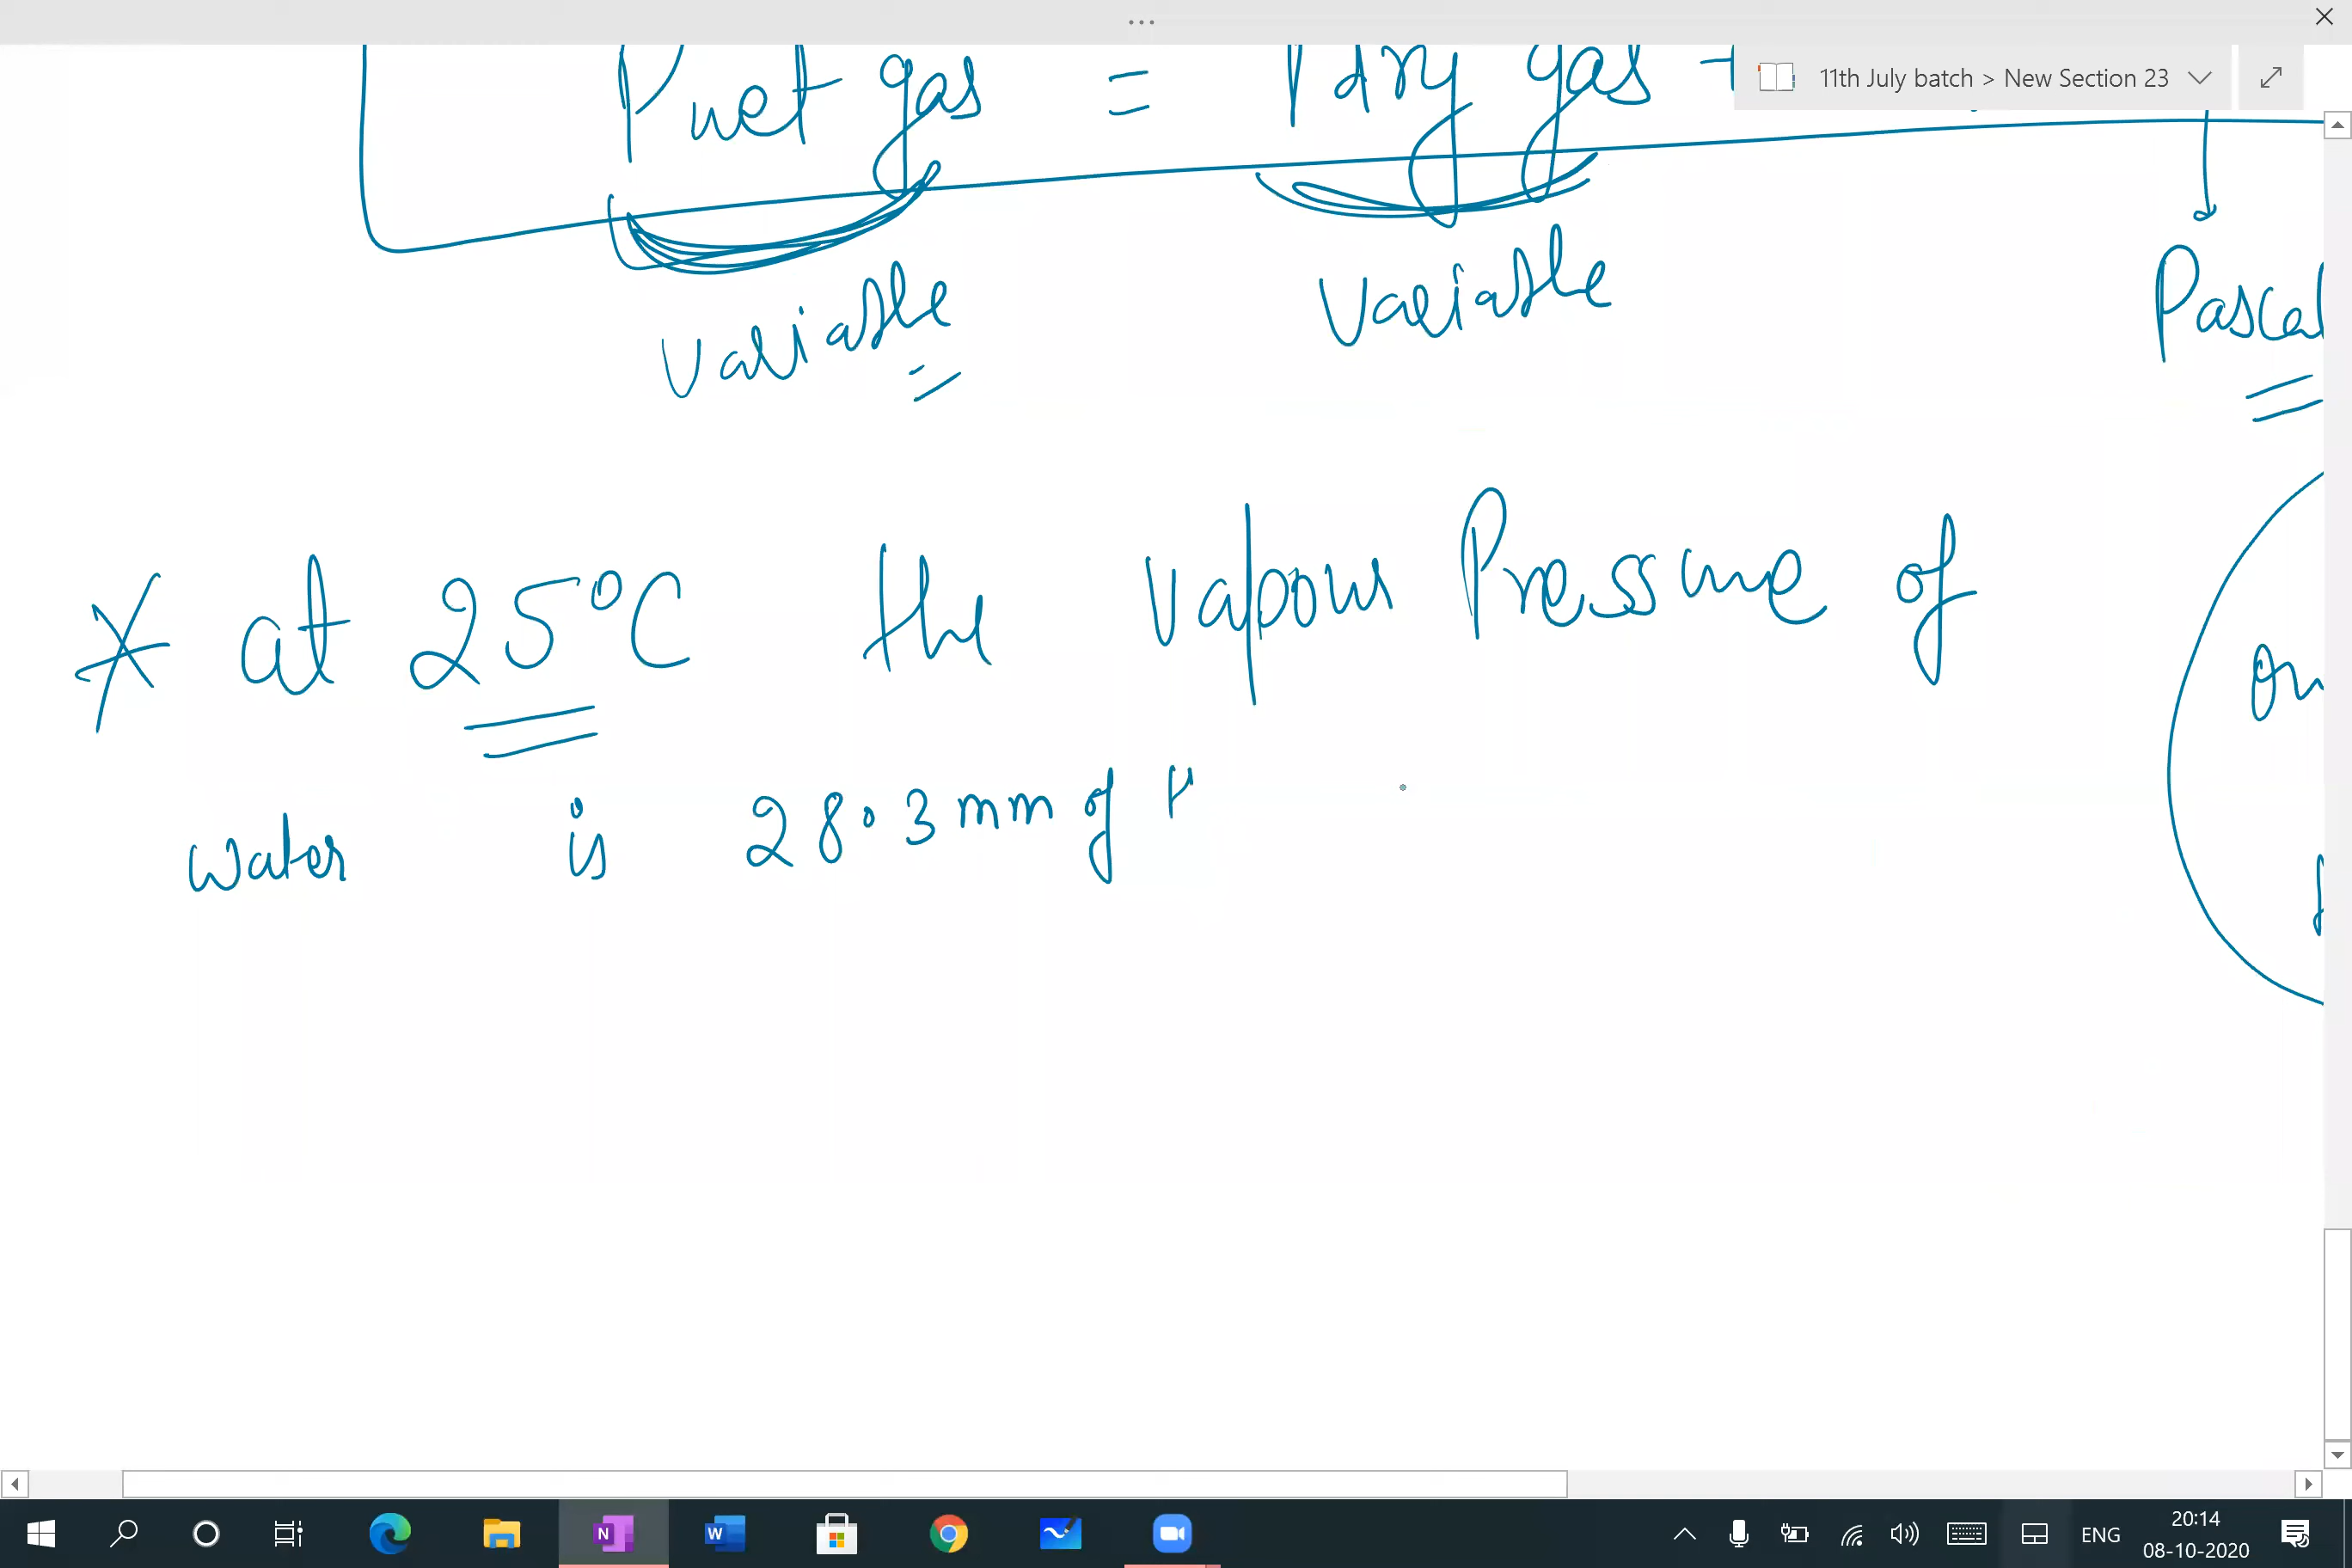 11th July batch > New Section 23
P wet gas = P dry gas
Variable Variable Pascal
* at 25°C the vapour Pressure of
water is 28.3 mm of H
on
ENG
20:14
08-10-2020